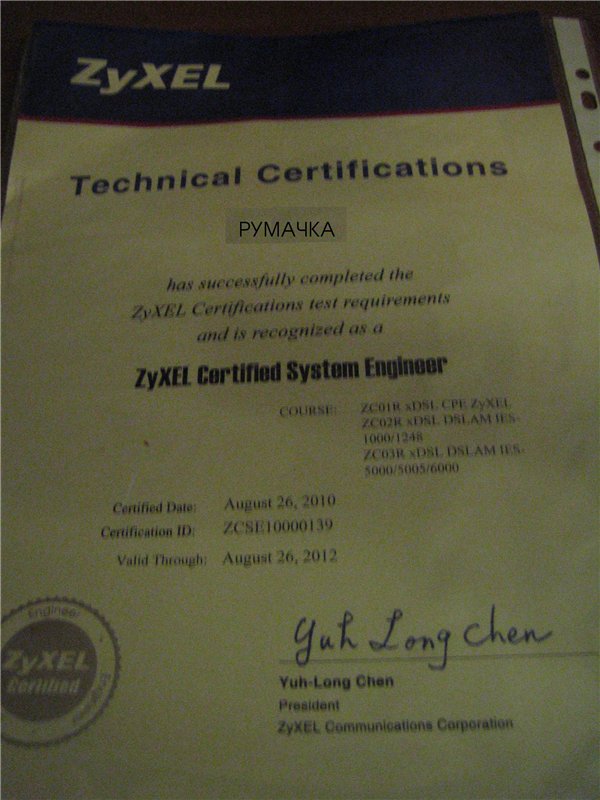 ZyXEL
Technical Certifications
РУМАЧКА
has successfully completed the
ZyXEL Certifications test requirements
and is recognized as a
ZyXEL Certified System Engineer
COURSE: ZC01R xDSL CPE ZyXEL
ZC02R xDSL DSLAM IES-
1000/1248
ZC03R xDSL DSLAM IES-
5000/5005/6000
Certified Date: August 26, 2010
Certification ID: ZCSE10000139
Valid Through: August 26, 2012
Engineer
ZyXEL
Certified
Engineer
Yuh Long Chen
Yuh-Long Chen
President
ZyXEL Communications Corporation